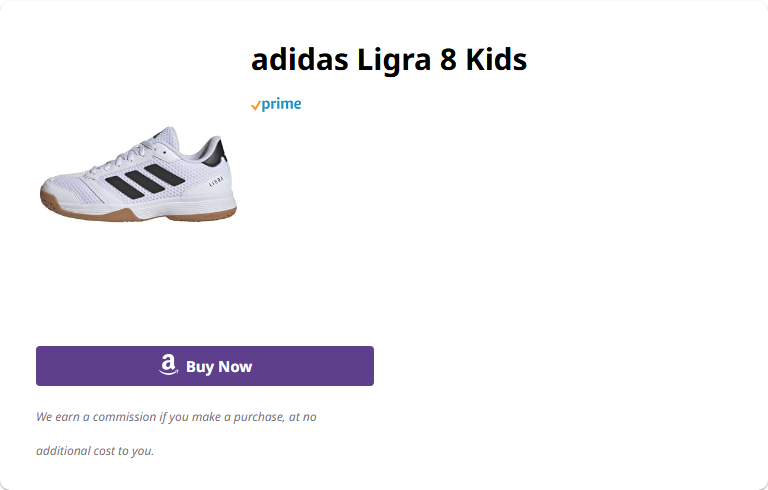 adidas Ligra 8 Kids
prime
LIGRA
Buy Now
We earn a commission if you make a purchase, at no
additional cost to you.